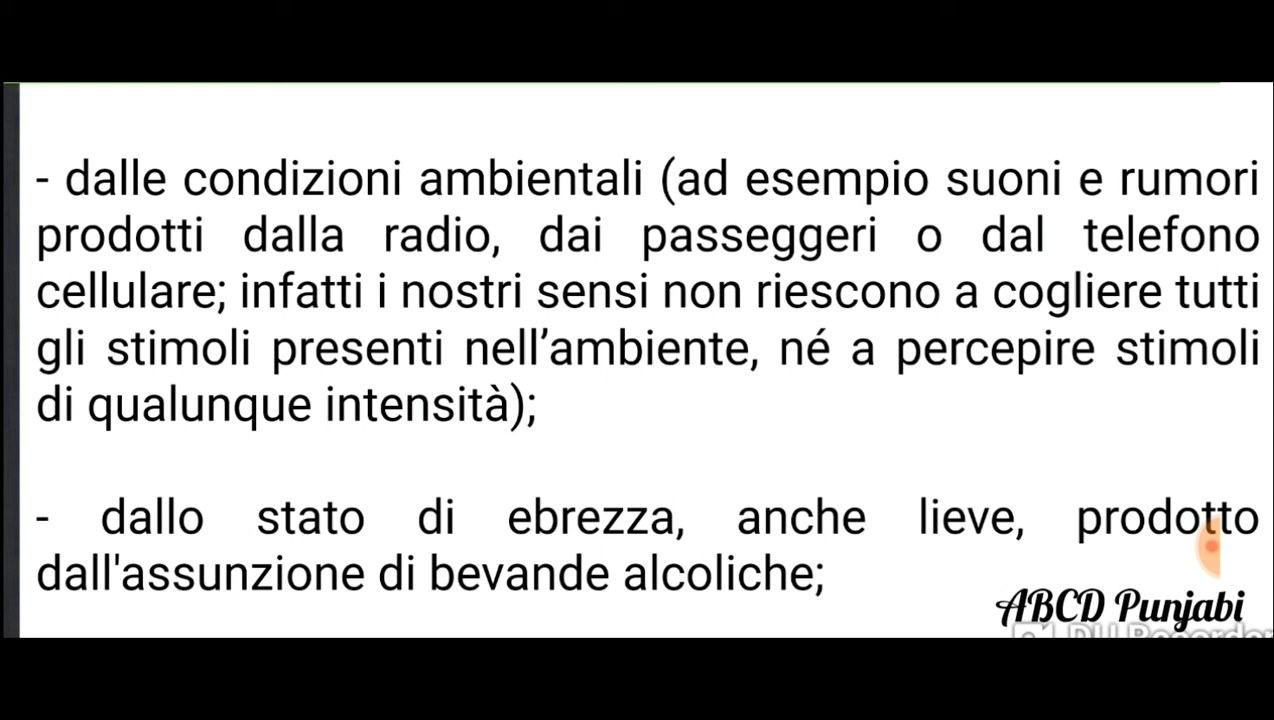 - dalle condizioni ambientali (ad esempio suoni e rumori
prodotti dalla radio, dai passeggeri o dal telefono
cellulare; infatti i nostri sensi non riescono a cogliere tutti
gli stimoli presenti nell’ambiente, né a percepire stimoli
di qualunque intensità);
- dallo stato di ebrezza, anche lieve, prodotto
dall'assunzione di bevande alcoliche;
ABCD Punjabi